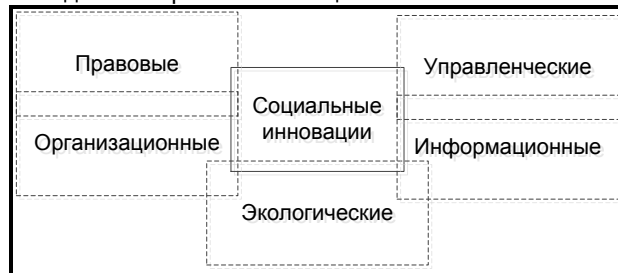 Правовые
Управленческие
Социальные
инновации
Организационные
Информационные
Экологические